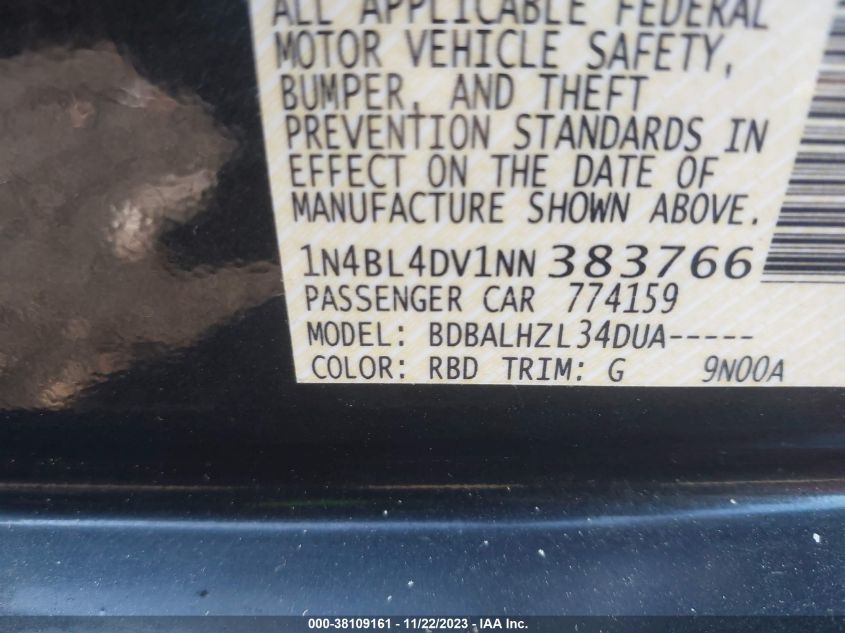 ALL APPLICABLE FEDERAL
MOTOR VEHICLE SAFETY,
BUMPER, AND THEFT
PREVENTION STANDARDS IN
EFFECT ON THE DATE OF
MANUFACTURE SHOWN ABOVE.
1N4BL4DV1NN383766
PASSENGER CAR 774159
MODEL: BDBALHZL34DUA-----
COLOR: RBD TRIM: G 9N00A
000-38109161 - 11/22/2023 - IAA Inc.